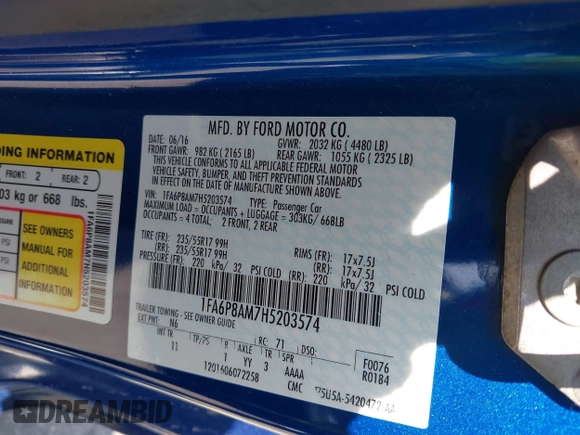 MFD. BY FORD MOTOR CO.
DATE: 06/16 GVWR: 2032 KG ( 4480 LB)
FRONT GAWR: 982 KG ( 2165 LB) REAR GAWR: 1055 KG ( 2325 LB)
THIS VEHICLE CONFORMS TO ALL APPLICABLE FEDERAL MOTOR
VEHICLE SAFETY, BUMPER, AND THEFT PREVENTION STANDARDS
IN EFFECT ON THE DATE OF MANUFACTURE SHOWN ABOVE.
VIN: 1FA6P8AM7H5203574 TYPE: Passenger Car
MAXIMUM LOAD = OCCUPANTS + LUGGAGE = 303KG/ 668LB
OCCUPANTS = 4 TOTAL; 2 FRONT, 2 REAR
TIRE (FR): 235/55R17 99H RIMS (FR): 17x7.5J
(RR): 235/55R17 99H (RR): 17x7.5J
PRESSURE (FR): 220 kPa/ 32 PSI COLD (RR): 220 kPa/ 32 PSI COLD
1FA6P8AM7H5203574
TRAILER TOWING - SEE OWNER GUIDE
EXT PNT: N6 RC: 71 DSO: F0076
INT TR TP/PS R AXLE TR SPR R0184
11 1 YY 3 AAAA
1201606072258 CMC 75U5A-5420472-AA
DING INFORMATION
FRONT: 2 REAR: 2
03 kg or 668 lbs.
PSI
PSI
SEE OWNERS
MANUAL FOR
ADDITIONAL
INFORMATION
1FA6P8AM7H5203574
DREAMBID